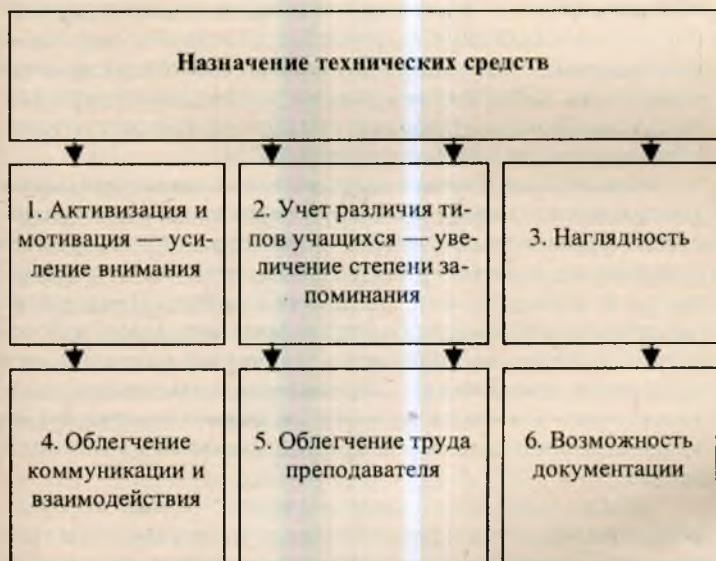 Назначение технических средств
1. Активизация и
мотивация — уси-
ление внимания
2. Учет различия ти-
пов учащихся — уве-
личение степени за-
поминания
3. Наглядность
4. Облегчение
коммуникации и
взаимодействия
5. Облегчение труда
преподавателя
6. Возможность
документации